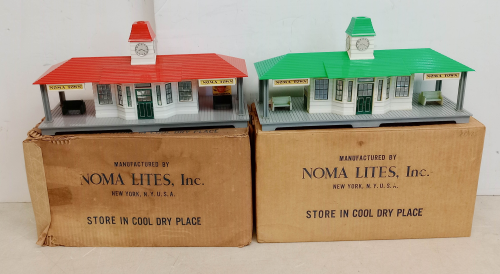 NOMA TOWN
NOMA TOWN
NOMA TOWN
NOMA TOWN
MANUFACTURED BY
NOMA LITES, Inc.
NEW YORK, N.Y. U.S.A.
STORE IN COOL DRY PLACE
MANUFACTURED BY
NOMA LITES, Inc.
NEW YORK, N.Y. U.S.A.
STORE IN COOL DRY PLACE